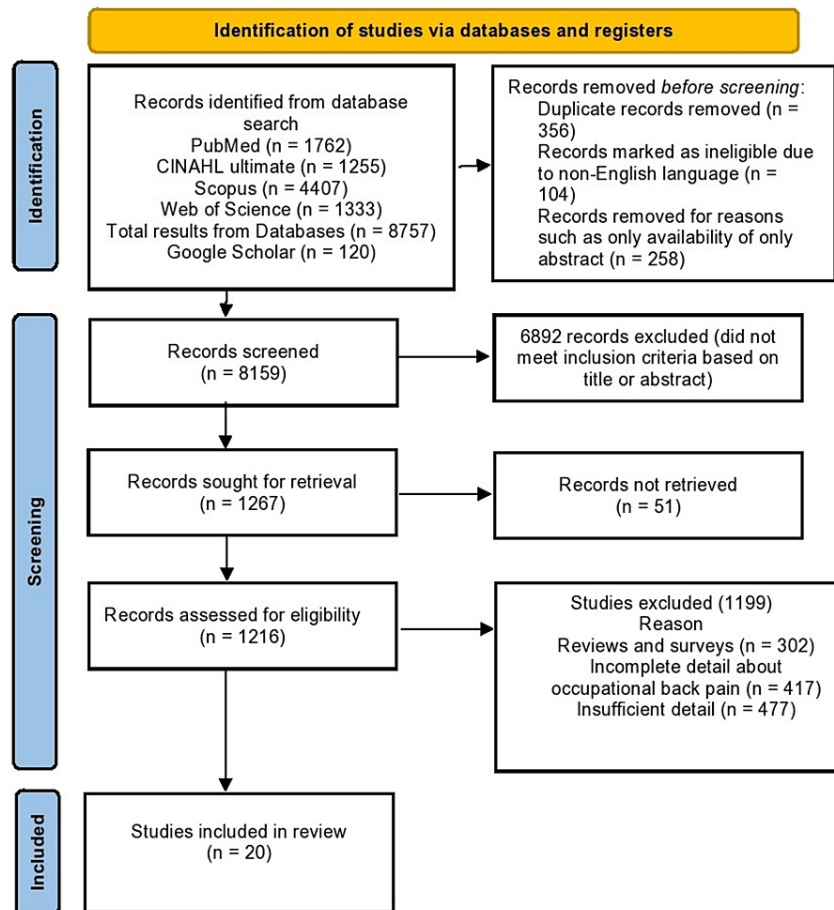 Identification of studies via databases and registers
Identification
Records identified from database
search
PubMed (n = 1762)
CINAHL ultimate (n = 1255)
Scopus (n = 4407)
Web of Science (n = 1333)
Total results from Databases (n = 8757)
Google Scholar (n = 120)
Records removed before screening:
Duplicate records removed (n =
356)
Records marked as ineligible due
to non-English language (n =
104)
Records removed for reasons
such as only availability of only
abstract (n = 258)
Screening
Records screened
(n = 8159)
6892 records excluded (did not
meet inclusion criteria based on
title or abstract)
Records sought for retrieval
(n = 1267)
Records not retrieved
(n = 51)
Records assessed for eligibility
(n = 1216)
Studies excluded (1199)
Reason
Reviews and surveys (n = 302)
Incomplete detail about
occupational back pain (n = 417)
Insufficient detail (n = 477)
Included
Studies included in review
(n = 20)